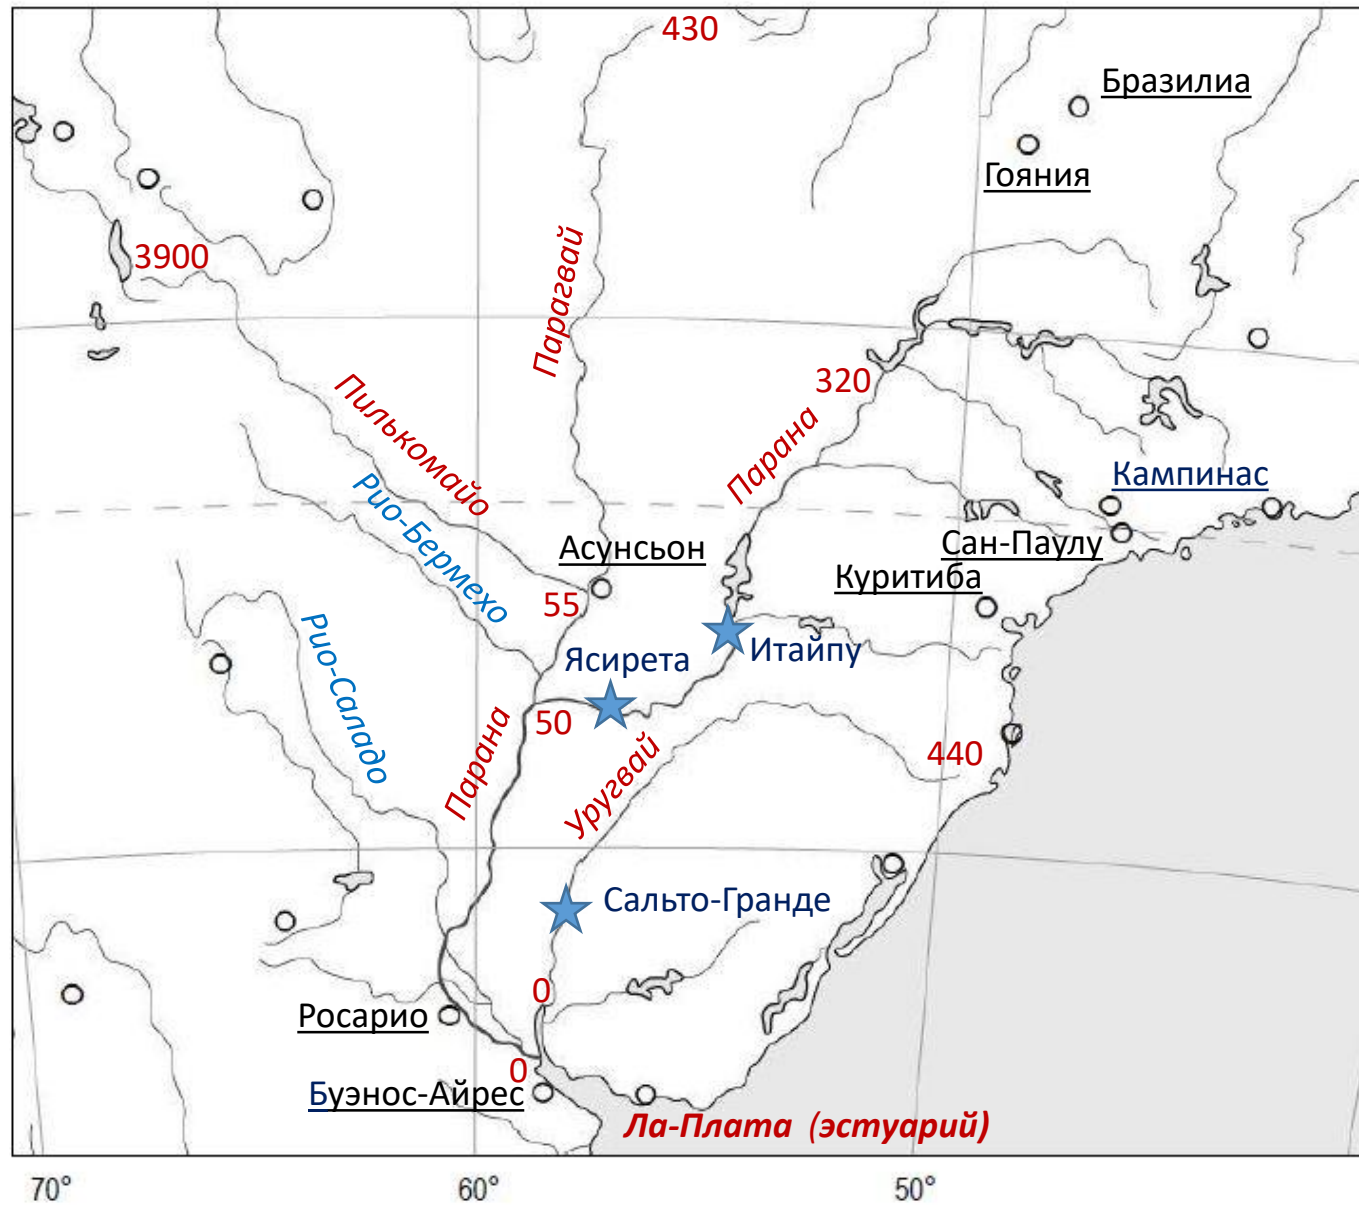 430
Бразилиа
Гояния
3900
Парагвай
Пилькомайо
320
Парана
Рио-Бермехо
Кампинас
Асунсьон
Сан-Паулу
Куритиба
55
Рио-Саладо
Ясирета
Итайпу
50
Парана
Уругвай
440
Сальто-Гранде
0
Росарио
0
Буэнос-Айрес
Ла-Плата (эстуарий)
70°
60°
50°